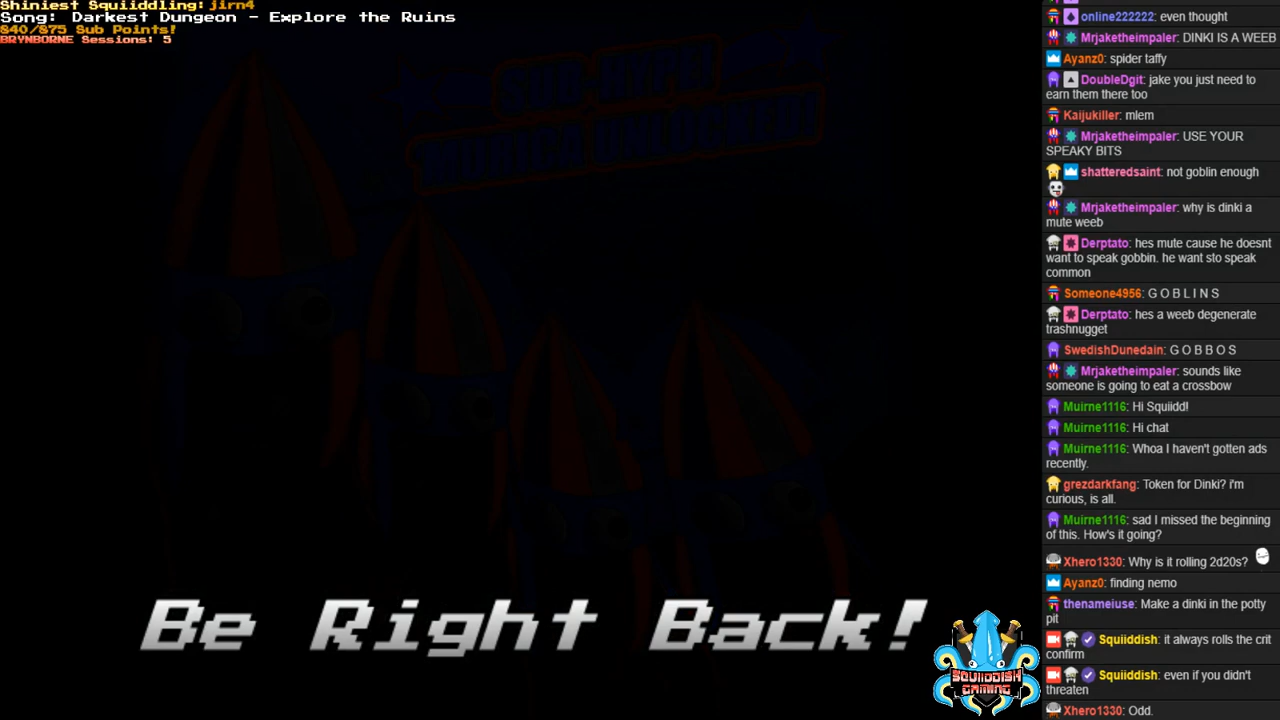 Shiniest Squiiddling: jirn4
Song: Darkest Dungeon - Explore the Ruins
840/875 Sub Points!
BRYNBORNE Sessions: 5
SUB-HYPE!
MURICA UNLOCKED!
Be Right Back!
SQUIIDDISH
GAMING
online222222: even thought
Mrjaketheimpaler: DINKI IS A WEEB
Ayanz0: spider taffy
DoubleDgit: jake you just need to
earn them there too
Kaijukiller: mlem
Mrjaketheimpaler: USE YOUR
SPEAKY BITS
shatteredsaint: not goblin enough
Mrjaketheimpaler: why is dinki a
mute weeb
Derptato: hes mute cause he doesnt
want to speak gobbin. he want sto speak
common
Someone4956: G O B L I N S
Derptato: hes a weeb degenerate
trashnugget
SwedishDunedain: G O B B O S
Mrjaketheimpaler: sounds like
someone is going to eat a crossbow
Muirne1116: Hi Squiidd!
Muirne1116: Hi chat
Muirne1116: Whoa I haven't gotten ads
recently.
grezdarkfang: Token for Dinki? i'm
curious, is all.
Muirne1116: sad I missed the beginning
of this. How's it going?
Xhero1330: Why is it rolling 2d20s?
Ayanz0: finding nemo
thenameiuse: Make a dinki in the potty
pit
Squiiddish: it always rolls the crit
confirm
Squiiddish: even if you didn't
threaten
Xhero1330: Odd.